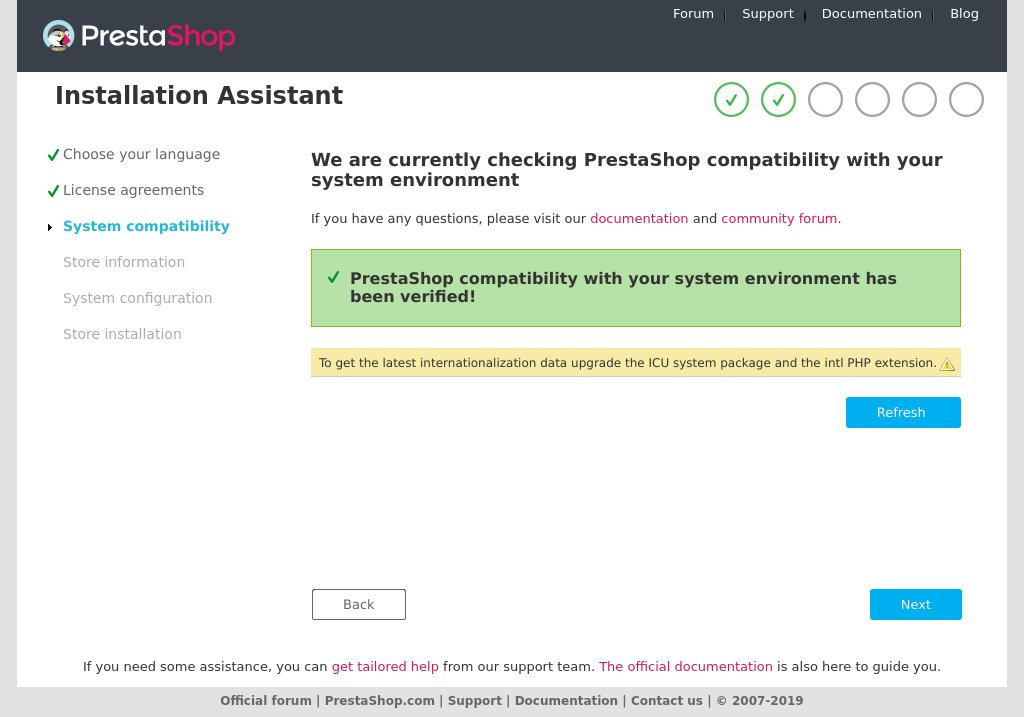 Forum | Support | Documentation | Blog
PrestaShop
Installation Assistant
Choose your language
License agreements
System compatibility
Store information
System configuration
Store installation
We are currently checking PrestaShop compatibility with your
system environment
If you have any questions, please visit our documentation and community forum.
PrestaShop compatibility with your system environment has
been verified!
To get the latest internationalization data upgrade the ICU system package and the intl PHP extension.
Refresh
Back
Next
If you need some assistance, you can get tailored help from our support team. The official documentation is also here to guide you.
Official forum | PrestaShop.com | Support | Documentation | Contact us | © 2007-2019